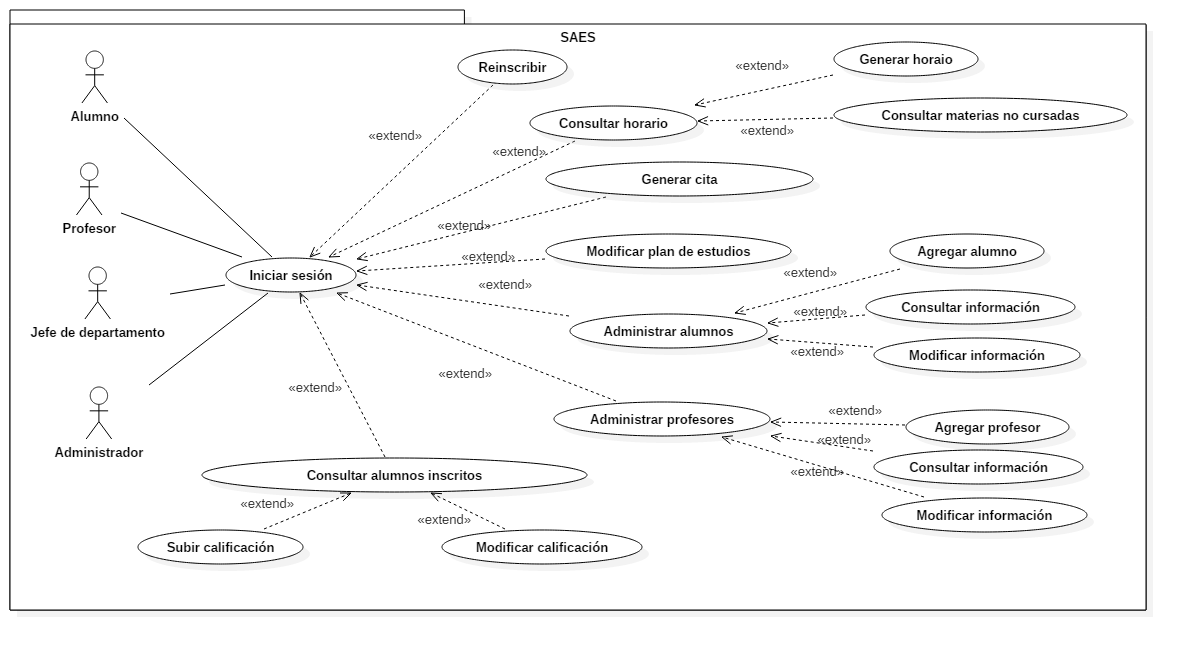 SAES
Alumno
Profesor
Jefe de departamento
Administrador
Iniciar sesión
Reinscribir
«extend»
Consultar horario
«extend»
Generar horaio
«extend»
Consultar materias no cursadas
«extend»
Generar cita
«extend»
Modificar plan de estudios
«extend»
Administrar alumnos
«extend»
Agregar alumno
«extend»
Consultar información
«extend»
Modificar información
«extend»
Administrar profesores
«extend»
Agregar profesor
«extend»
Consultar información
«extend»
Modificar información
«extend»
Consultar alumnos inscritos
«extend»
Subir calificación
«extend»
Modificar calificación
«extend»